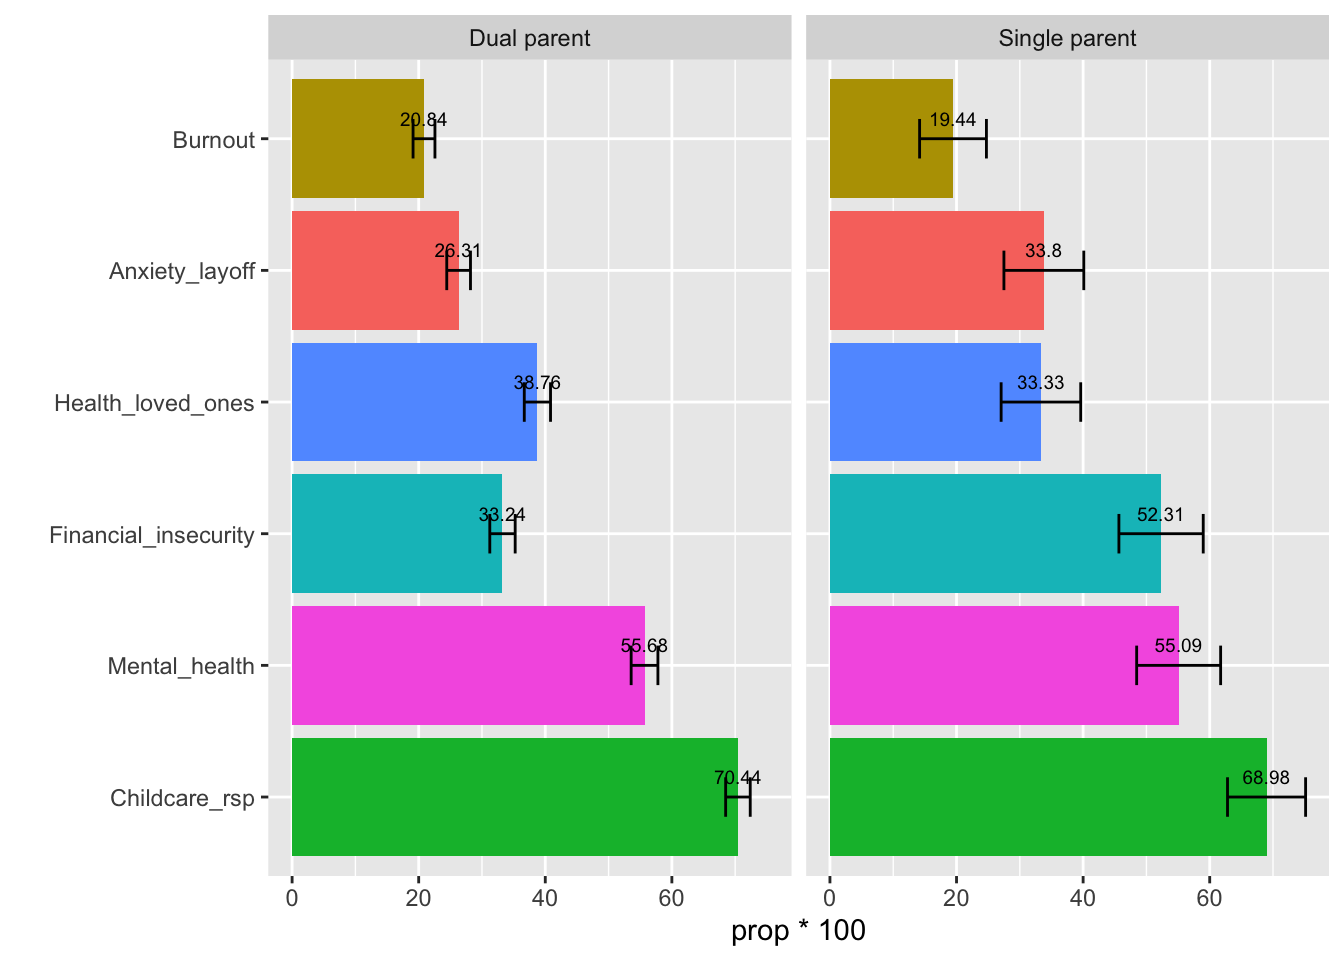 Dual parent
Single parent
Burnout
20.84
19.44
Anxiety_layoff
26.31
33.8
Health_loved_ones
38.76
33.33
Financial_insecurity
33.24
52.31
Mental_health
55.68
55.09
Childcare_rsp
70.44
68.98
0 20 40 60
0 20 40 60
prop * 100